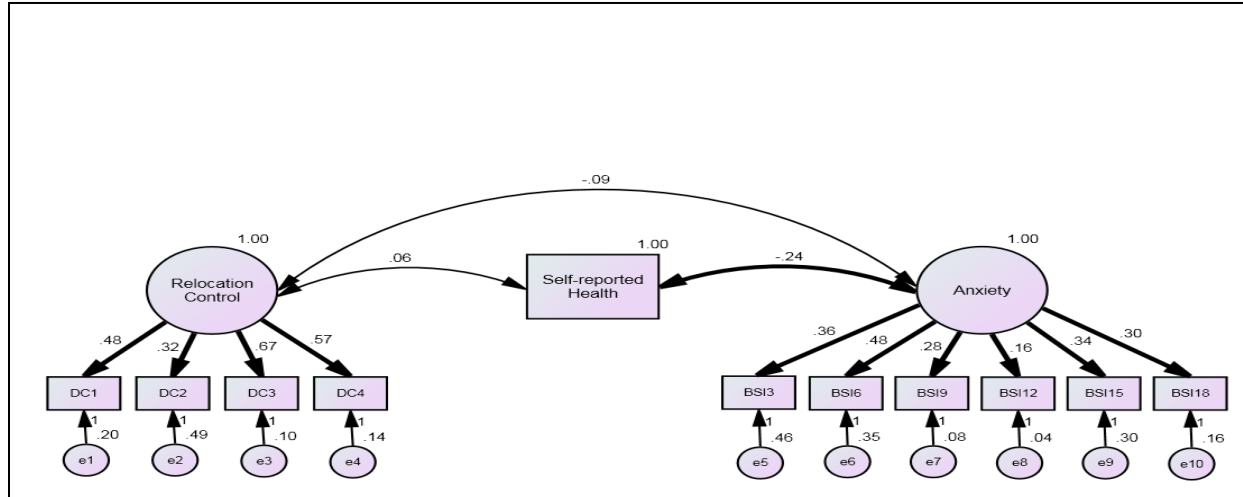 -.09
1.00
1.00
1.00
.06
-.24
Relocation
Control
Self-reported
Health
Anxiety
.48
.32
.67
.57
.36
.48
.28
.16
.34
.30
DC1
DC2
DC3
DC4
BSI3
BSI6
BSI9
BSI12
BSI15
BSI18
1
1
1
1
1
1
1
1
1
1
.20
.49
.10
.14
.46
.35
.08
.04
.30
.16
e1
e2
e3
e4
e5
e6
e7
e8
e9
e10